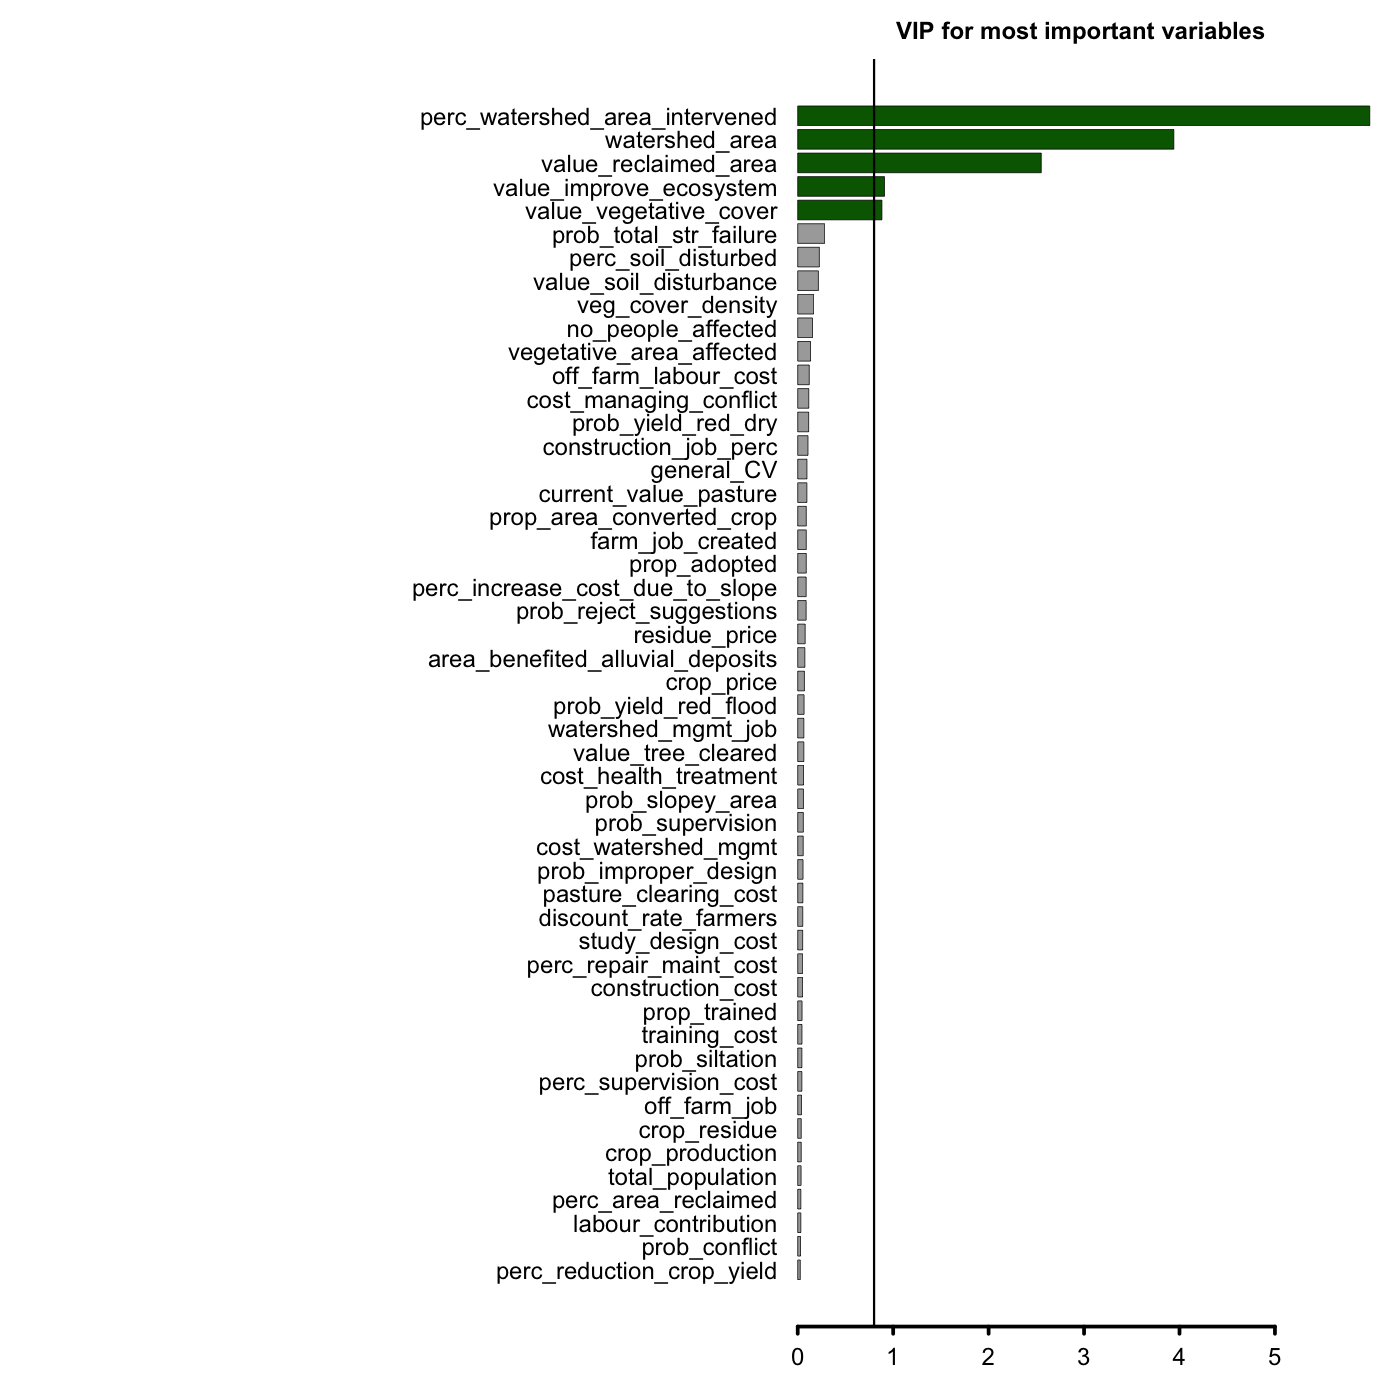 VIP for most important variables
perc_watershed_area_intervened
watershed_area
value_reclaimed_area
value_improve_ecosystem
value_vegetative_cover
prob_total_str_failure
perc_soil_disturbed
value_soil_disturbance
veg_cover_density
no_people_affected
vegetative_area_affected
off_farm_labour_cost
cost_managing_conflict
prob_yield_red_dry
construction_job_perc
general_CV
current_value_pasture
prop_area_converted_crop
farm_job_created
prop_adopted
perc_increase_cost_due_to_slope
prob_reject_suggestions
residue_price
area_benefited_alluvial_deposits
crop_price
prob_yield_red_flood
watershed_mgmt_job
value_tree_cleared
cost_health_treatment
prob_slopey_area
prob_supervision
cost_watershed_mgmt
prob_improper_design
pasture_clearing_cost
discount_rate_farmers
study_design_cost
perc_repair_maint_cost
construction_cost
prop_trained
training_cost
prob_siltation
perc_supervision_cost
off_farm_job
crop_residue
crop_production
total_population
perc_area_reclaimed
labour_contribution
prob_conflict
perc_reduction_crop_yield
0 1 2 3 4 5